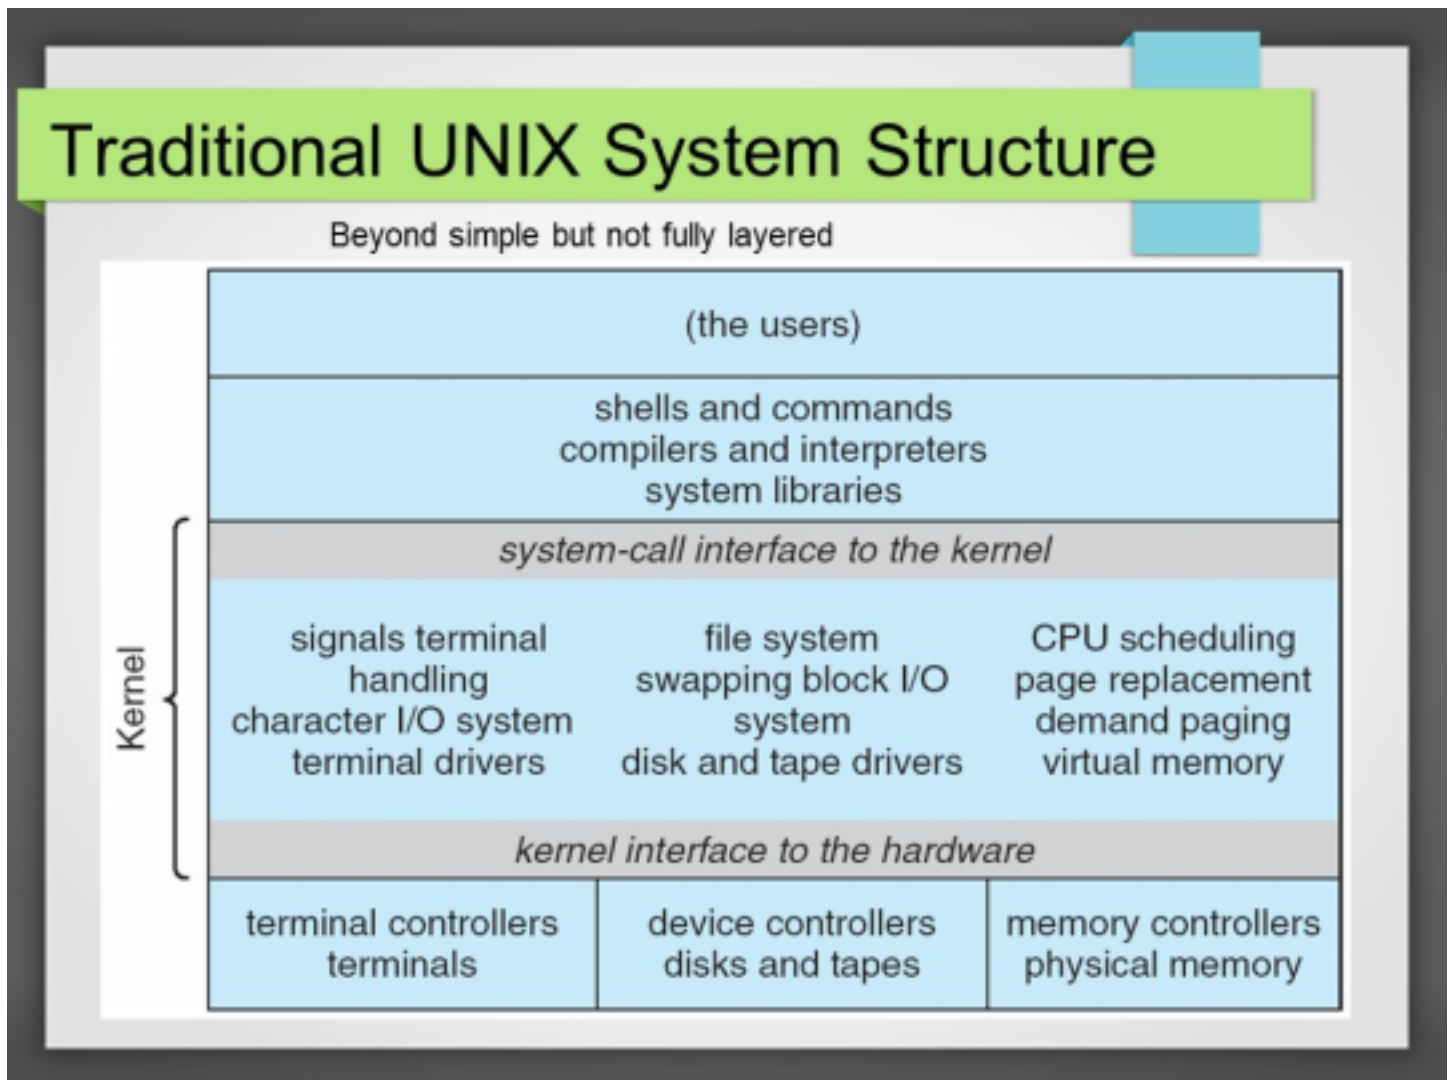 Traditional UNIX System Structure
Beyond simple but not fully layered
(the users)
shells and commands
compilers and interpreters
system libraries
Kernel
system-call interface to the kernel
signals terminal
handling
character I/O system
terminal drivers
file system
swapping block I/O
system
disk and tape drivers
CPU scheduling
page replacement
demand paging
virtual memory
kernel interface to the hardware
terminal controllers
terminals
device controllers
disks and tapes
memory controllers
physical memory